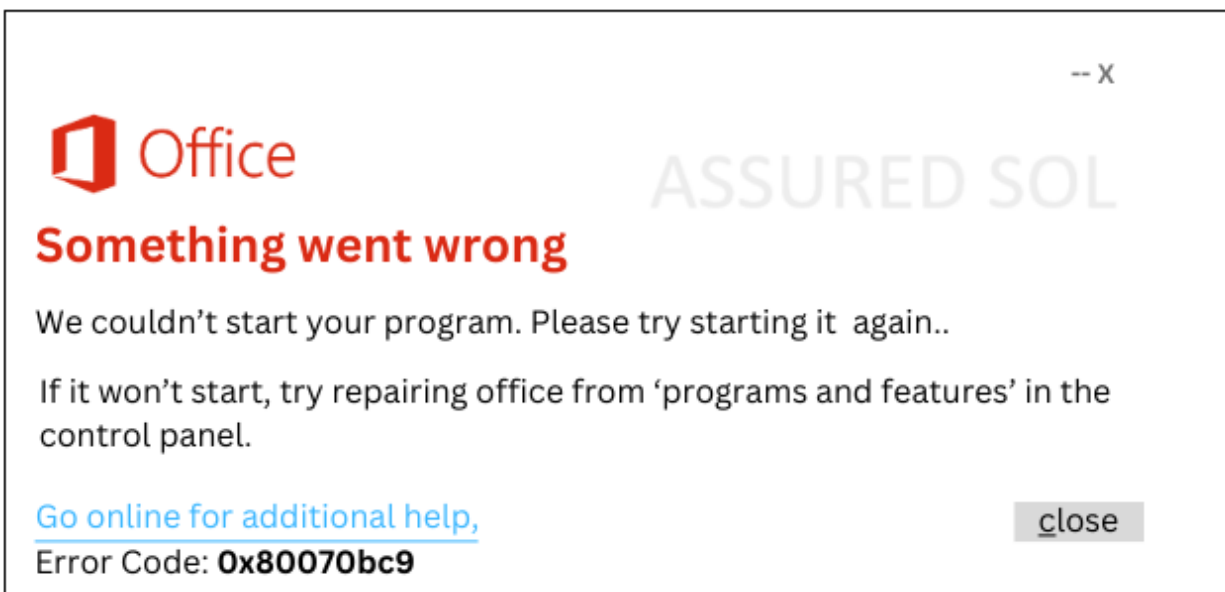 -- X
Office
ASSURED SOL
Something went wrong
We couldn’t start your program. Please try starting it  again..
If it won’t start, try repairing office from ‘programs and features’ in the
control panel.
Go online for additional help,
close
Error Code: 0x80070bc9